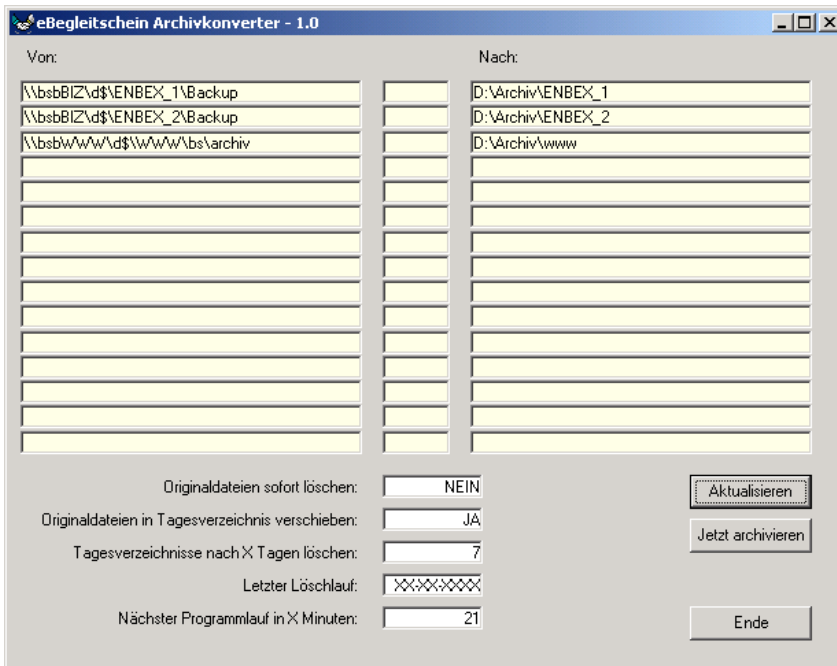 eBegleitschein Archivkonverter - 1.0
Von: Nach:
\\bsbBIZ\d$\ENBEX_1\Backup D:\Archiv\ENBEX_1
\\bsbBIZ\d$\ENBEX_2\Backup D:\Archiv\ENBEX_2
\\bsbWWW\d$\WWW\bs\archiv D:\Archiv\www
Originaldateien sofort löschen: NEIN Aktualisieren
Originaldateien in Tagesverzeichnis verschieben: JA Jetzt archivieren
Tagesverzeichnisse nach X Tagen löschen: 7
Letzter Löschlauf: XX-XX-XXXX
Nächster Programmlauf in X Minuten: 21 Ende